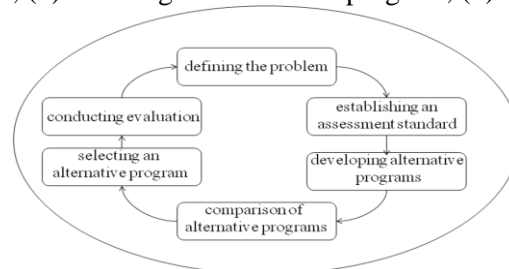 defining the problem
establishing an
assessment standard
developing alternative
programs
comparison of
alternative programs
selecting an
alternative program
conducting evaluation